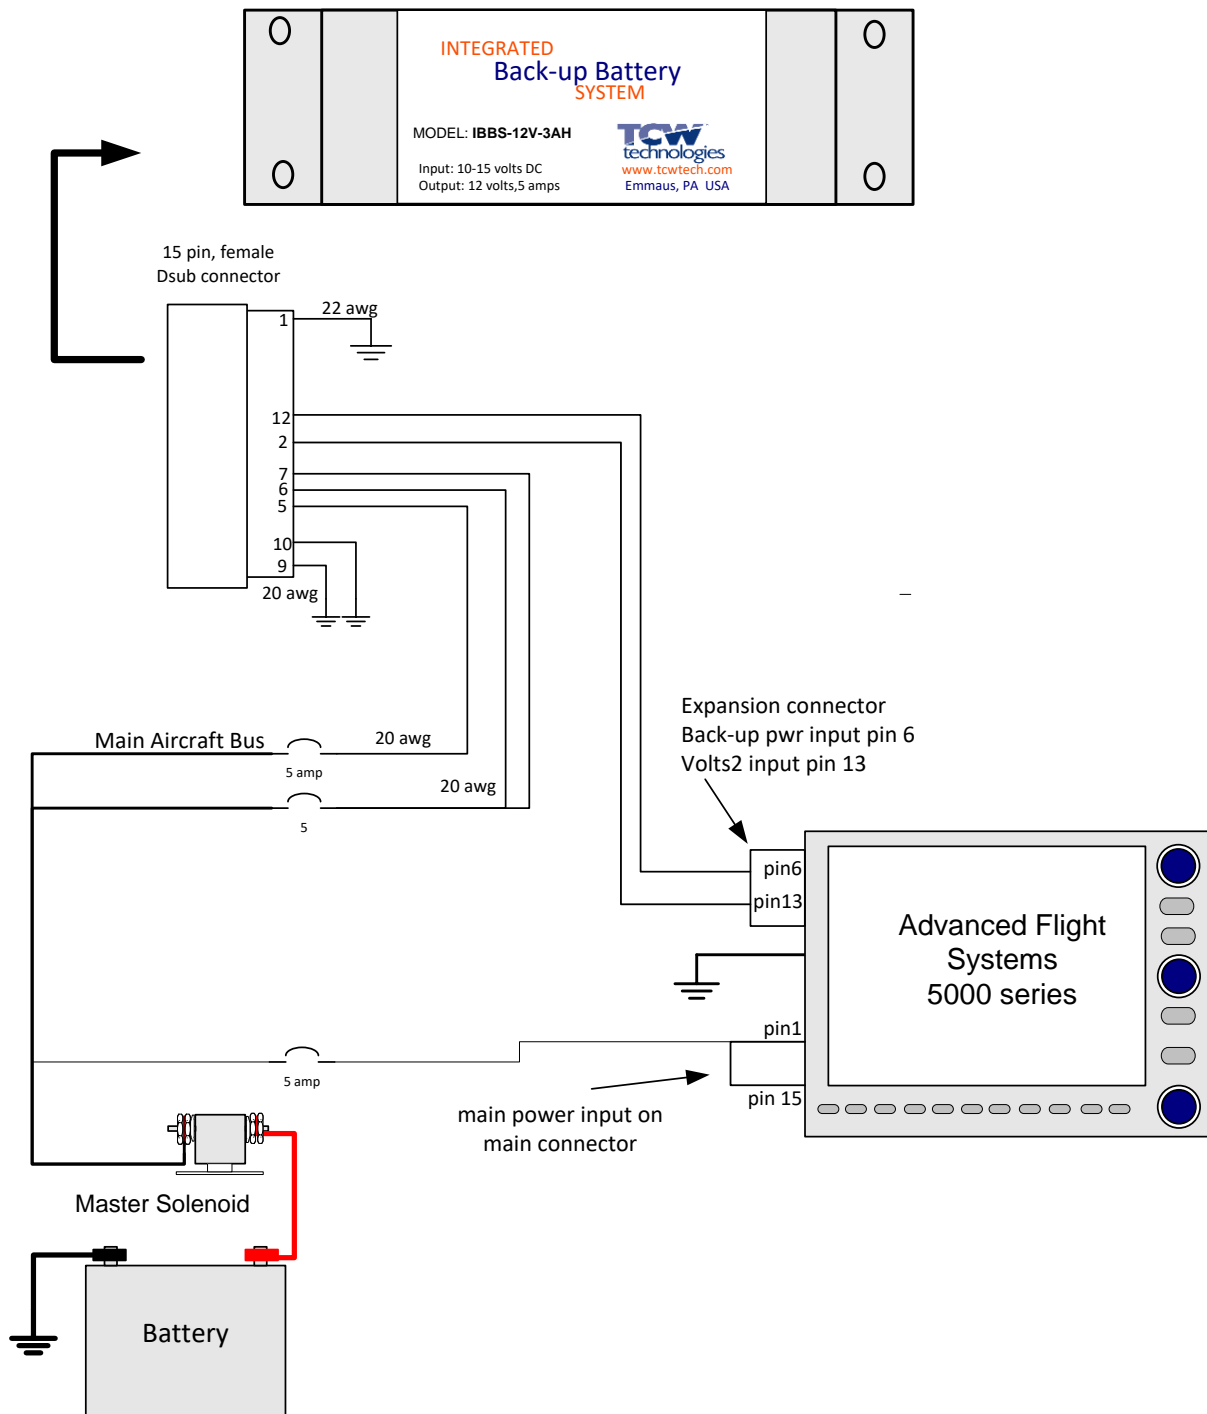 INTEGRATED
Back-up Battery
SYSTEM
MODEL: IBBS-12V-3AH
TCW
technologies
Input: 10-15 volts DC
www.tcwtech.com
Output: 12 volts,5 amps
Emmaus, PA USA
15 pin, female
Dsub connector
22 awg
1
12
2
7
6
5
10
9
20 awg
Expansion connector
Back-up pwr input pin 6
Volts2 input pin 13
Main Aircraft Bus
20 awg
5 amp
20 awg
5
pin6
pin13
Advanced Flight
Systems
5000 series
pin1
5 amp
pin 15
main power input on
main connector
Master Solenoid
Battery